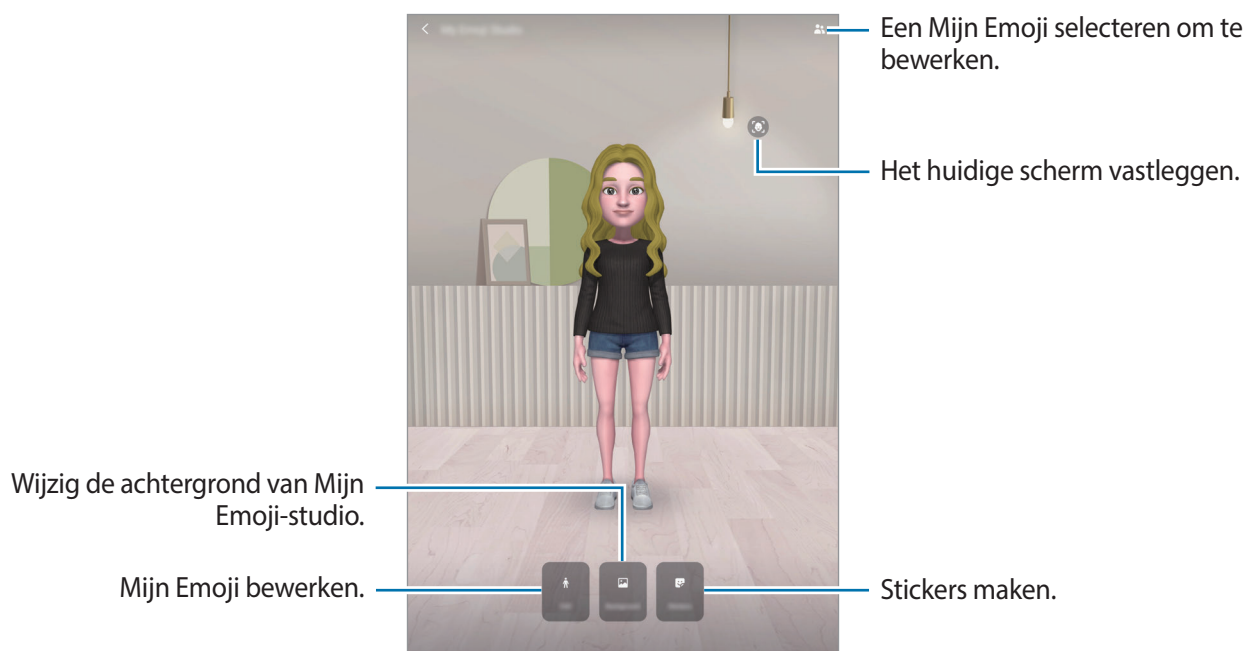 Een Mijn Emoji selecteren om te
bewerken.
Het huidige scherm vastleggen.
Wijzig de achtergrond van Mijn
Emoji-studio.
Mijn Emoji bewerken.
Stickers maken.